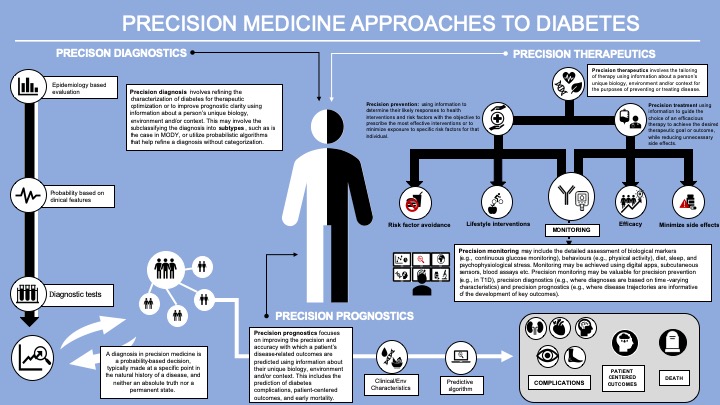 PRECISION MEDICINE APPROACHES TO DIABETES
PRECISON DIAGNOSTICS
PRECISON THERAPEUTICS
Epidemiology based
evaluation
Probability based on
clinical features
Diagnostic tests
Precision diagnosis involves refining the
characterization of diabetes for therapeutic
optimization or to improve prognostic clarity using
information about a person's unique biology,
environment and/or context. This may involve the
subclassifying the diagnosis into subtypes, such as is
the case in MODY, or utilize probabilistic algorithms
that help refine a diagnosis without categorization.
Precision therapeutics involves the tailoring
of therapy using information about a person's
unique biology, environment and/or context for
the purposes of preventing or treating disease.
Precision prevention: using information to
determine their likely responses to health
interventions and risk factors with the objective to
prescribe the most effective interventions or to
minimize exposure to specific risk factors for that
individual.
Precision treatment using
information to guide the
choice of an efficacious
therapy to achieve the desired
therapeutic goal or outcome,
while reducing unnecessary
side effects.
Risk factor avoidance
Lifestyle interventions
MONITORING
Efficacy
Minimize side effects
Precision monitoring may include the detailed assessment of biological markers
(e.g., continuous glucose monitoring), behaviours (e.g., physical activity), diet, sleep, and
psychophysiological stress. Monitoring may be achieved using digital apps, subcutaneous
sensors, blood assays etc. Precision monitoring may be valuable for precision prevention
(e.g., in T1D), precision diagnostics (e.g., where diagnoses are based on time-varying
characteristics) and precision prognostics (e.g., where disease trajectories are informative
of the development of key outcomes).
A diagnosis in precision medicine is
a probability-based decision,
typically made at a specific point in
the natural history of a disease, and
neither an absolute truth nor a
permanent state.
PRECISION PROGNOSTICS
Precision prognostics focuses
on improving the precision and
accuracy with which a patient's
disease-related outcomes are
predicted using information about
their unique biology, environment
and/or context. This includes the
prediction of diabetes
complications, patient-centered
outcomes, and early mortality.
Clinical/Env
Characteristics
Predictive
algorithm
COMPLICATIONS
PATIENT
CENTERED
OUTCOMES
DEATH